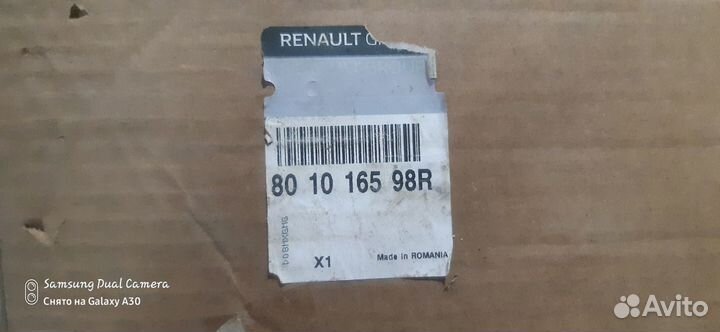 RENAULT
80 10 165 98R
X1
Made in ROMANIA
SAMSUNG DUAL CAMERA
Снято на GALAXY A30
Avito